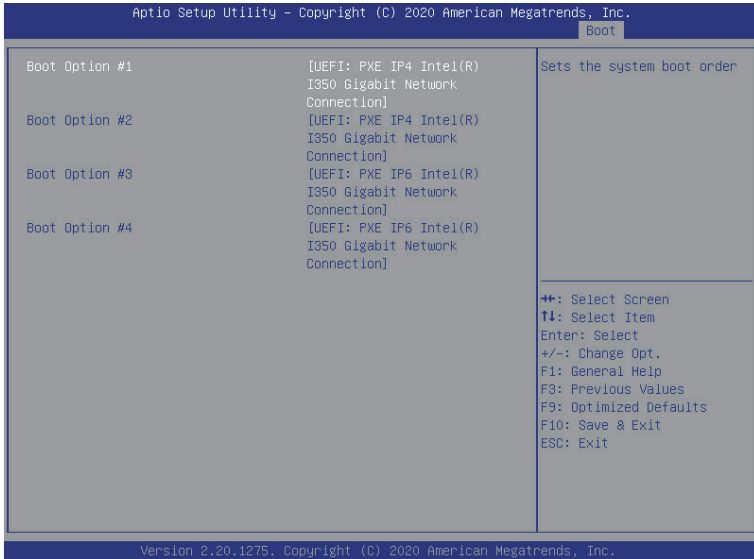 Aptio Setup Utility – Copyright (C) 2020 American Megatrends, Inc.
Boot
Boot Option #1 [UEFI: PXE IP4 Intel(R)
I350 Gigabit Network
Connection]
Boot Option #2 [UEFI: PXE IP4 Intel(R)
I350 Gigabit Network
Connection]
Boot Option #3 [UEFI: PXE IP6 Intel(R)
I350 Gigabit Network
Connection]
Boot Option #4 [UEFI: PXE IP6 Intel(R)
I350 Gigabit Network
Connection]
Sets the system boot order
→←: Select Screen
↑↓: Select Item
Enter: Select
+/-: Change Opt.
F1: General Help
F3: Previous Values
F9: Optimized Defaults
F10: Save & Exit
ESC: Exit
Version 2.20.1275. Copyright (C) 2020 American Megatrends, Inc.